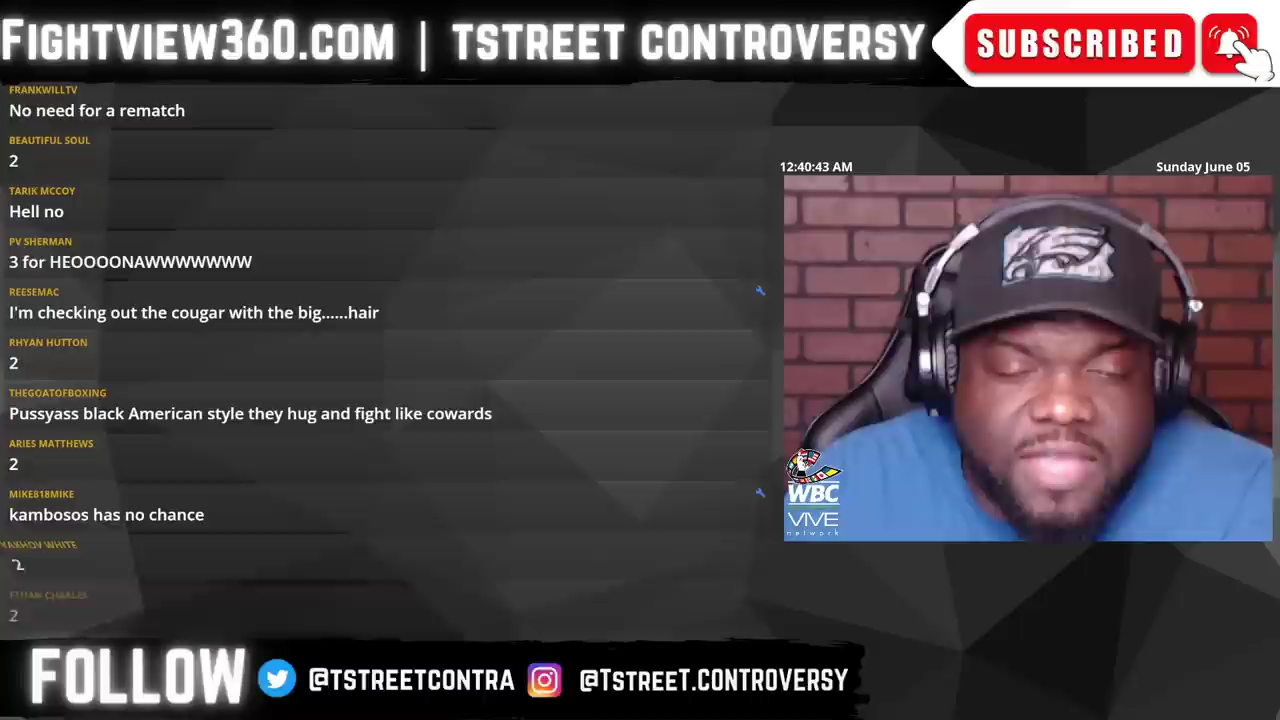 FIGHTVIEW360.COM | TSTREET CONTROVERSY
SUBSCRIBED
FRANKWILLTV
No need for a rematch
BEAUTIFUL SOUL
2
TARIK MCCOY
Hell no
PV SHERMAN
3 for HEOOOONAWWWWWWW
REESEMAC
I'm checking out the cougar with the big......hair
RHYAN HUTTON
2
THEGOATOFBOXING
Pussyass black American style they hug and fight like cowards
ARIES MATTHEWS
2
MIKE818MIKE
kambosos has no chance
WHITE
2
CHARLES
2
12:40:43 AM Sunday June 05
WBC
VIVE
network
FOLLOW @TSTREETCONTRA @TSTREET.CONTROVERSY